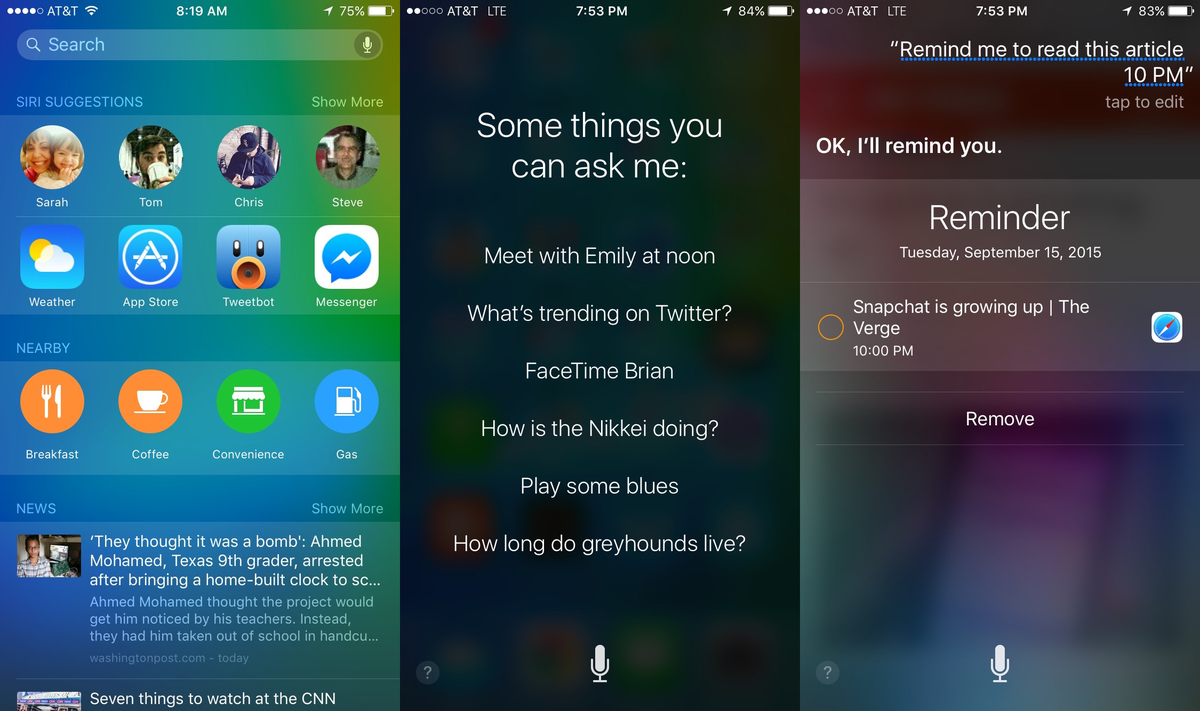 AT&T 8:19 AM 75%
Search
SIRI SUGGESTIONS Show More
Sarah Tom Chris Steve
Weather App Store Tweetbot Messenger
NEARBY
Breakfast Coffee Convenience Gas
NEWS Show More
'They thought it was a bomb': Ahmed
Mohamed, Texas 9th grader, arrested
after bringing a home-built clock to sc...
Ahmed Mohamed thought the project would
get him noticed by his teachers. Instead,
they had him taken out of school in handcu...
washingtonpost.com - today
Seven things to watch at the CNN
AT&T LTE 7:53 PM 84%
Some things you
can ask me:
Meet with Emily at noon
What's trending on Twitter?
FaceTime Brian
How is the Nikkei doing?
Play some blues
How long do greyhounds live?
?
AT&T LTE 7:53 PM 83%
“Remind me to read this article
10 PM”
tap to edit
OK, I'll remind you.
Reminder
Tuesday, September 15, 2015
Snapchat is growing up | The
Verge
10:00 PM
Remove
?